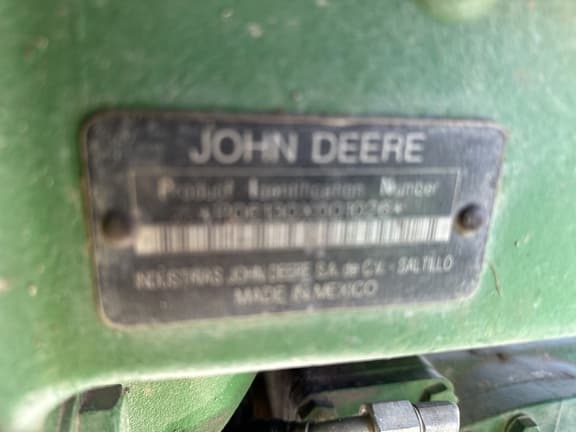 JOHN DEERE
Product Identification Number
INDUSTRIAS JOHN DEERE S.A. de C.V. - SALTILLO
MADE IN MEXICO